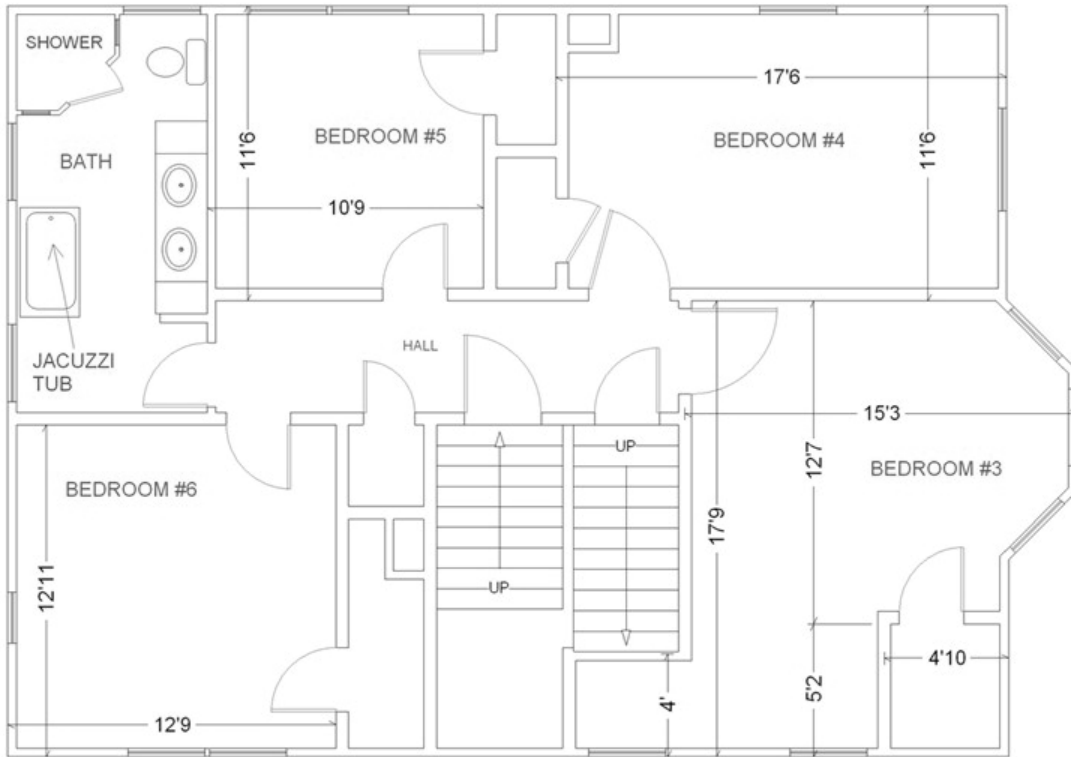 SHOWER
17'6
BEDROOM #5
BEDROOM #4
11'6
11'6
BATH
10'9
HALL
JACUZZI
TUB
15'3
12'7
BEDROOM #3
UP
BEDROOM #6
17'9
12'11
UP
4'10
5'2
4'
12'9